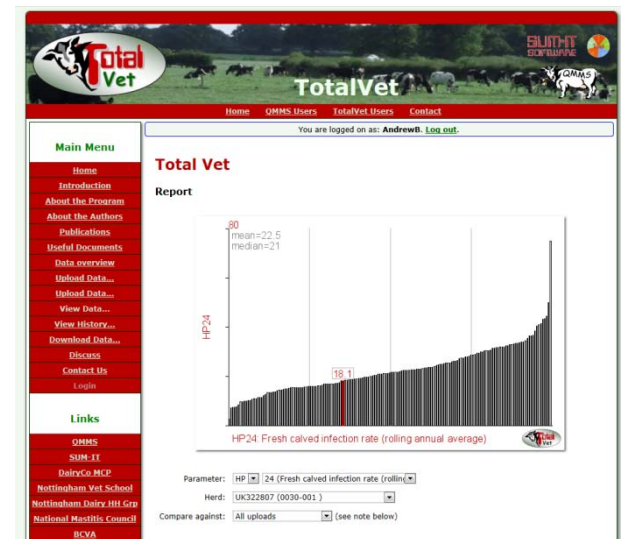 Total
Vet
SUM-IT
SOFTWARE
QMMS
TotalVet
Home QMMS Users TotalVet Users Contact
You are logged on as: AndrewB. Log out.
Main Menu
Home
Introduction
About the Program
About the Authors
Publications
Useful Documents
Data overview
Upload Data...
Upload Data...
View Data...
View History...
Download Data...
Discuss
Contact Us
Login
Links
QMMS
SUM-IT
DairyCo MCP
Nottingham Vet School
Nottingham Dairy HH Grp
National Mastitis Council
BCVA
Total Vet
Report
80
mean=22.5
median=21
HP24
18.1
HP24: Fresh calved infection rate (rolling annual average)
Total
Vet
Parameter: HP 24 (Fresh calved infection rate (rollin
Herd: UK322807 (0030-001 )
Compare against: All uploads (see note below)